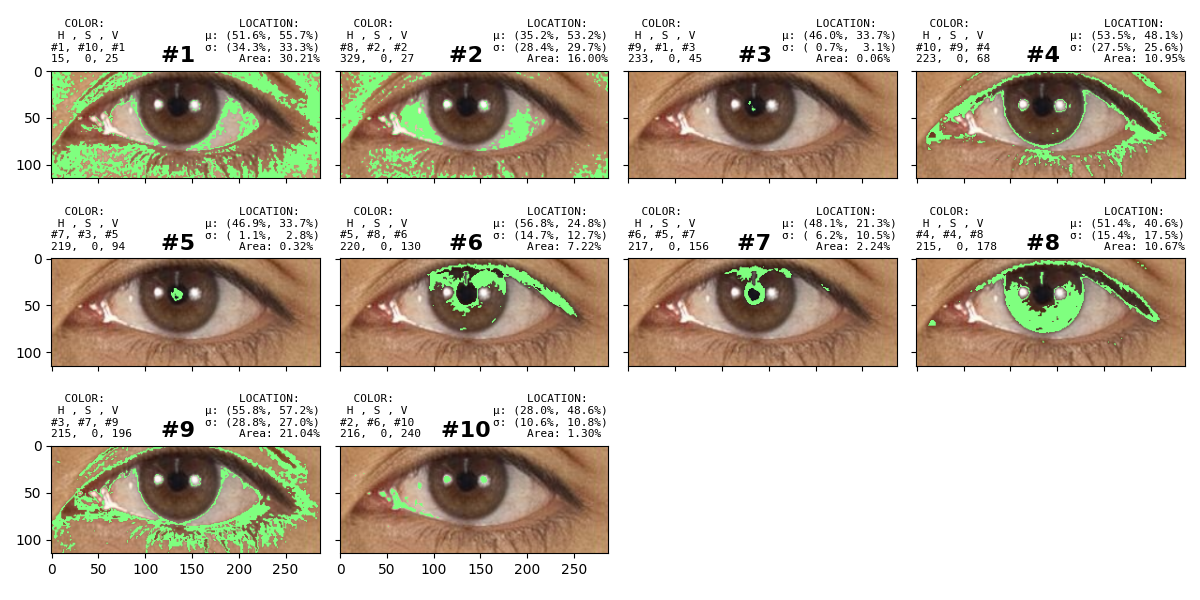 COLOR: LOCATION:
H , S , V μ: (51.6%, 55.7%)
#1, #10, #1 σ: (34.3%, 33.3%)
15,  0, 25 #1 Area: 30.21%
COLOR: LOCATION:
H , S , V μ: (35.2%, 53.2%)
#8, #2, #2 σ: (28.4%, 29.7%)
329,  0, 27 #2 Area: 16.00%
COLOR: LOCATION:
H , S , V μ: (46.0%, 33.7%)
#9, #1, #3 σ: ( 0.7%,  3.1%)
233,  0, 45 #3 Area: 0.06%
COLOR: LOCATION:
H , S , V μ: (53.5%, 48.1%)
#10, #9, #4 σ: (27.5%, 25.6%)
223,  0, 68 #4 Area: 10.95%
0
50
100
COLOR: LOCATION:
H , S , V μ: (46.9%, 33.7%)
#7, #3, #5 σ: ( 1.1%,  2.8%)
219,  0, 94 #5 Area: 0.32%
COLOR: LOCATION:
H , S , V μ: (56.8%, 24.8%)
#5, #8, #6 σ: (14.7%, 12.7%)
220,  0, 130 #6 Area: 7.22%
COLOR: LOCATION:
H , S , V μ: (48.1%, 21.3%)
#6, #5, #7 σ: ( 6.2%, 10.5%)
217,  0, 156 #7 Area: 2.24%
COLOR: LOCATION:
H , S , V μ: (51.4%, 40.6%)
#4, #4, #8 σ: (15.4%, 17.5%)
215,  0, 178 #8 Area: 10.67%
0
50
100
COLOR: LOCATION:
H , S , V μ: (55.8%, 57.2%)
#3, #7, #9 σ: (28.8%, 27.0%)
215,  0, 196 #9 Area: 21.04%
COLOR: LOCATION:
H , S , V μ: (28.0%, 48.6%)
#2, #6, #10 σ: (10.6%, 10.8%)
216,  0, 240 #10 Area: 1.30%
0
50
100
0 50 100 150 200 250
0 50 100 150 200 250